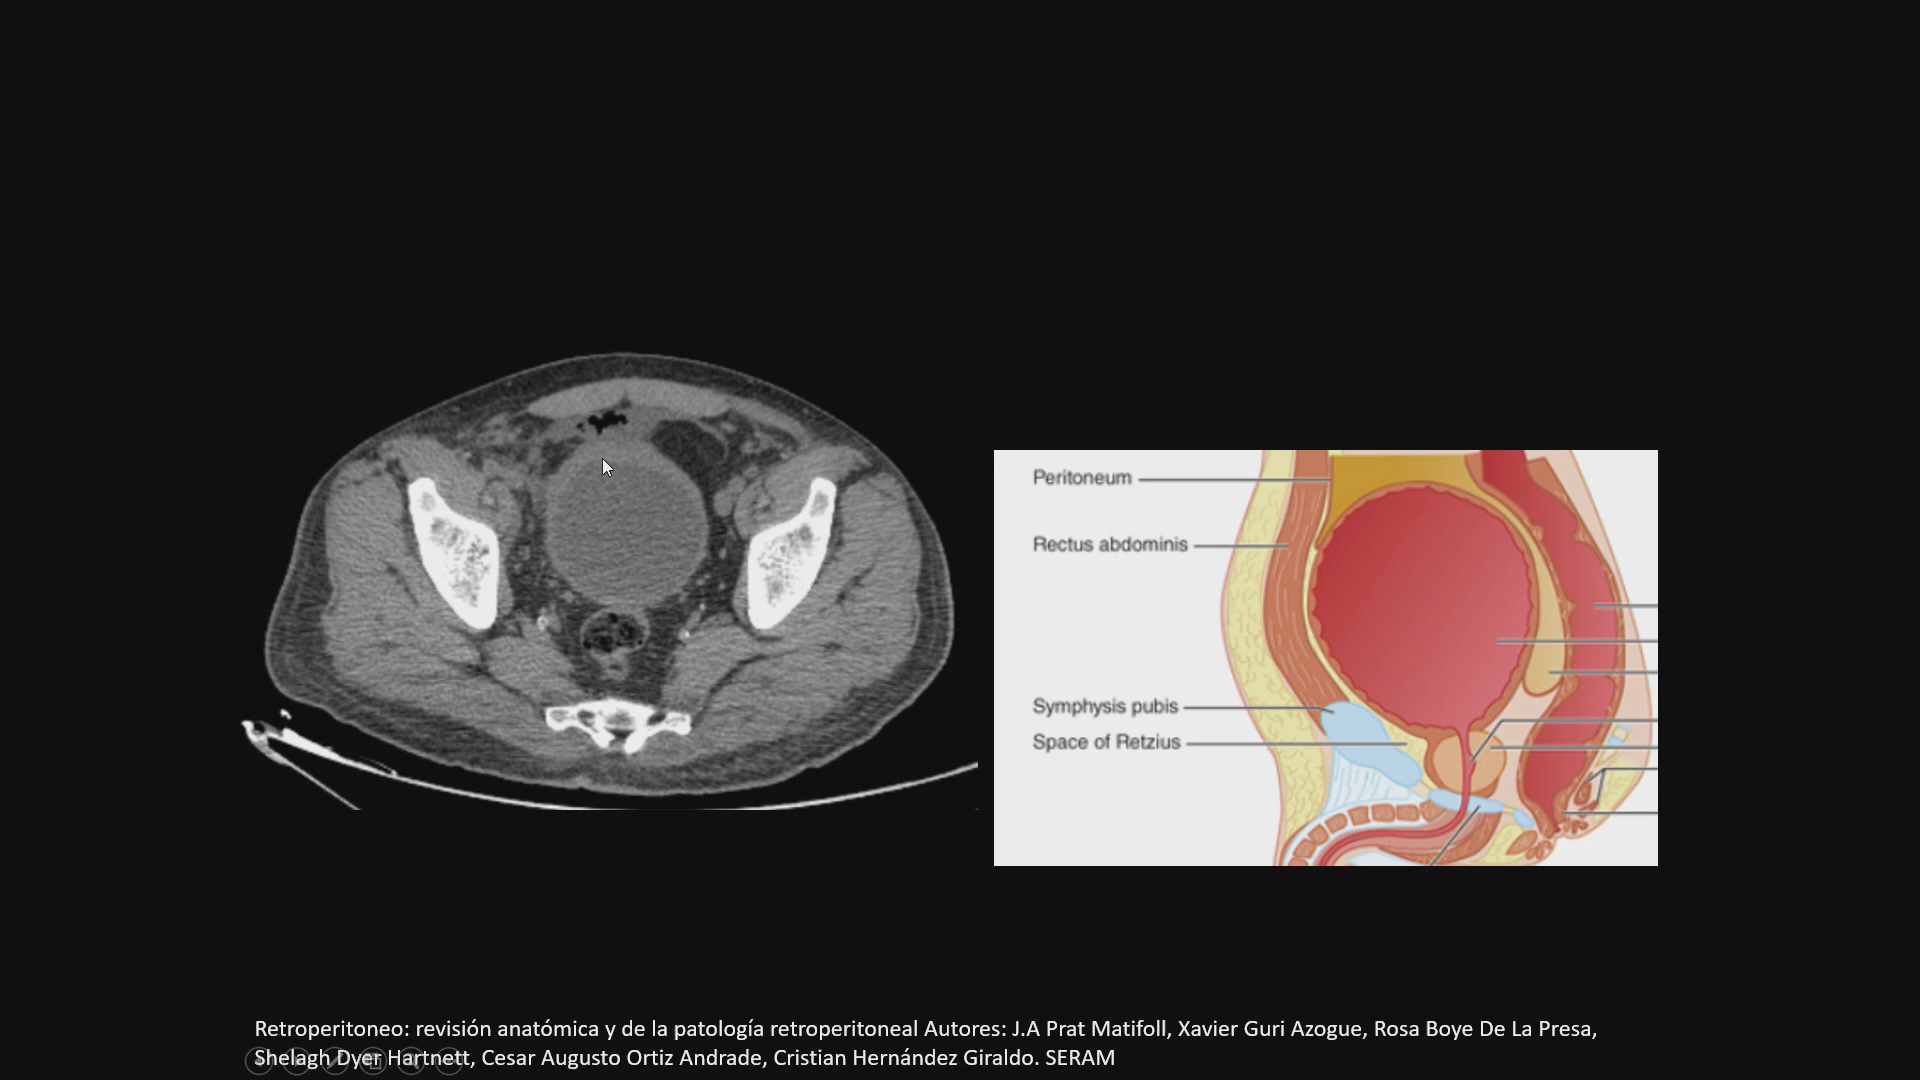 Peritoneum
Rectus abdominis
Symphysis pubis
Space of Retzius
Retroperitoneo: revisión anatómica y de la patología retroperitoneal Autores: J.A Prat Matifoll, Xavier Guri Azogue, Rosa Boye De La Presa,
Shelagh Dyer Hartnett, Cesar Augusto Ortiz Andrade, Cristian Hernández Giraldo. SERAM